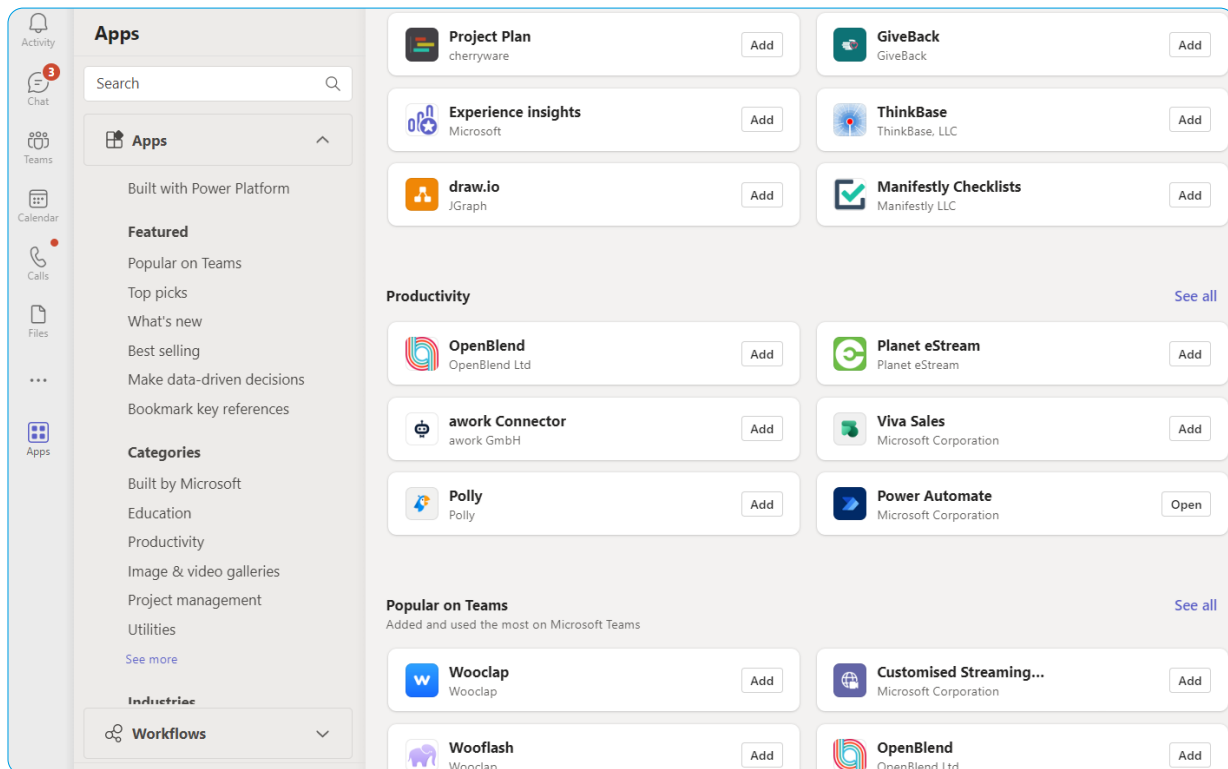 Activity
3
Chat
Teams
Calendar
Calls
Files
Apps
Apps
Search
Apps
Built with Power Platform
Featured
Popular on Teams
Top picks
What's new
Best selling
Make data-driven decisions
Bookmark key references
Categories
Built by Microsoft
Education
Productivity
Image & video galleries
Project management
Utilities
See more
Industries
Workflows
Project Plan
cherryware
Add
GiveBack
GiveBack
Add
Experience insights
Microsoft
Add
ThinkBase
ThinkBase, LLC
Add
draw.io
JGraph
Add
Manifestly Checklists
Manifestly LLC
Add
Productivity
See all
OpenBlend
OpenBlend Ltd
Add
Planet eStream
Planet eStream
Add
awork Connector
awork GmbH
Add
Viva Sales
Microsoft Corporation
Add
Polly
Polly
Add
Power Automate
Microsoft Corporation
Open
Popular on Teams
See all
Added and used the most on Microsoft Teams
Wooclap
Wooclap
Add
Customised Streaming...
Microsoft Corporation
Add
Wooflash
Wooclap
Add
OpenBlend
OpenBlend Ltd
Add